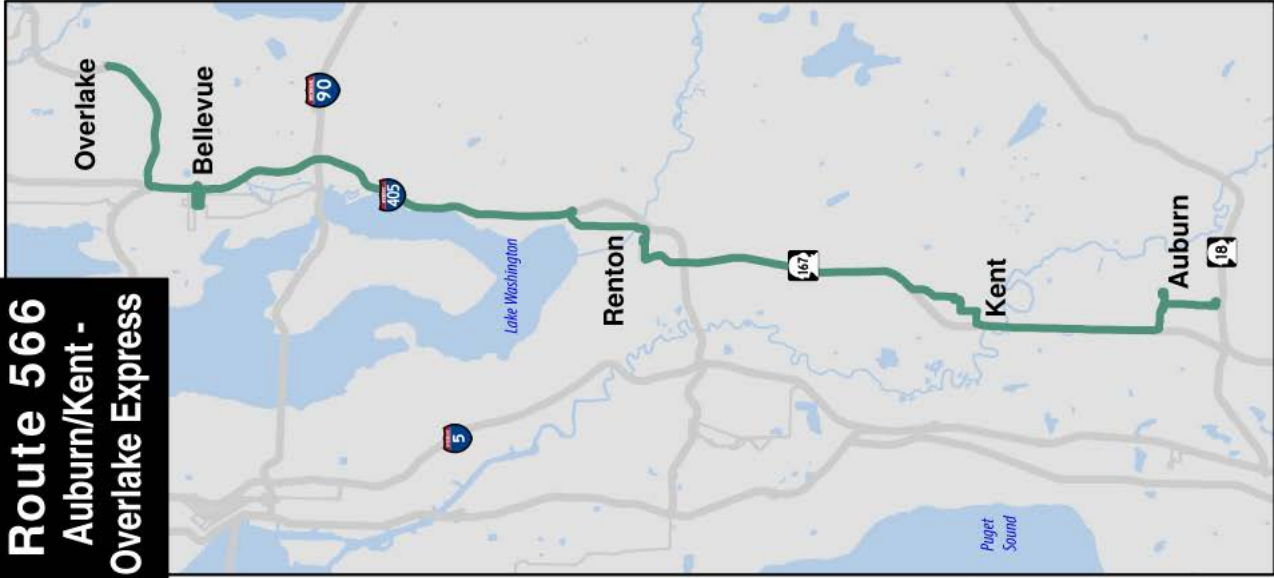 Route 566
Auburn/Kent -
Overlake Express
Overlake
Bellevue
90
405
Lake Washington
Renton
5
167
Kent
Auburn
18
Puget
Sound